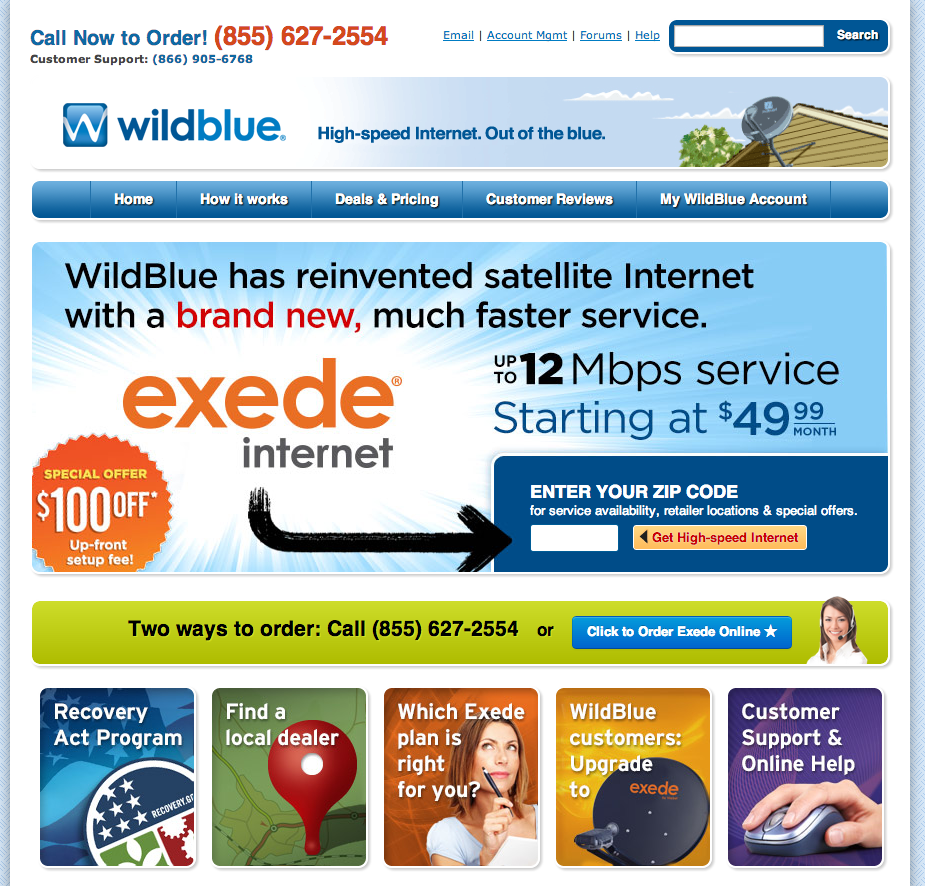 Call Now to Order! (855) 627-2554
Customer Support: (866) 905-6768
Email | Account Mgmt | Forums | Help
Search
wildblue®
High-speed Internet. Out of the blue.
Home
How it works
Deals & Pricing
Customer Reviews
My WildBlue Account
WildBlue has reinvented satellite Internet
with a brand new, much faster service.
exede®
internet
UP TO 12 Mbps service
Starting at $49 99 MONTH
SPECIAL OFFER
$100 OFF*
Up-front
setup fee!
ENTER YOUR ZIP CODE
for service availability, retailer locations & special offers.
Get High-speed Internet
Two ways to order: Call (855) 627-2554 or
Click to Order Exede Online ★
Recovery
Act Program
RECOVERY.G
Find a
local dealer
Which Exede
plan is
right
for you?
WildBlue
customers:
Upgrade
to
exede
Customer
Support &
Online Help